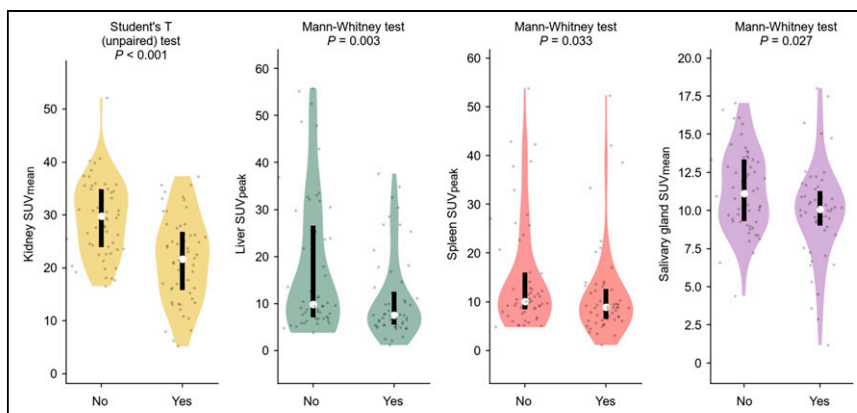 Student's T
(unpaired) test
P < 0.001
Kidney SUVmean
50
40
30
20
10
0
No Yes
Mann-Whitney test
P = 0.003
Liver SUVpeak
60
50
40
30
20
10
0
No Yes
Mann-Whitney test
P = 0.033
Spleen SUVpeak
60
50
40
30
20
10
0
No Yes
Mann-Whitney test
P = 0.027
Salivary gland SUVmean
20.0
17.5
15.0
12.5
10.0
7.5
5.0
2.5
0.0
No Yes